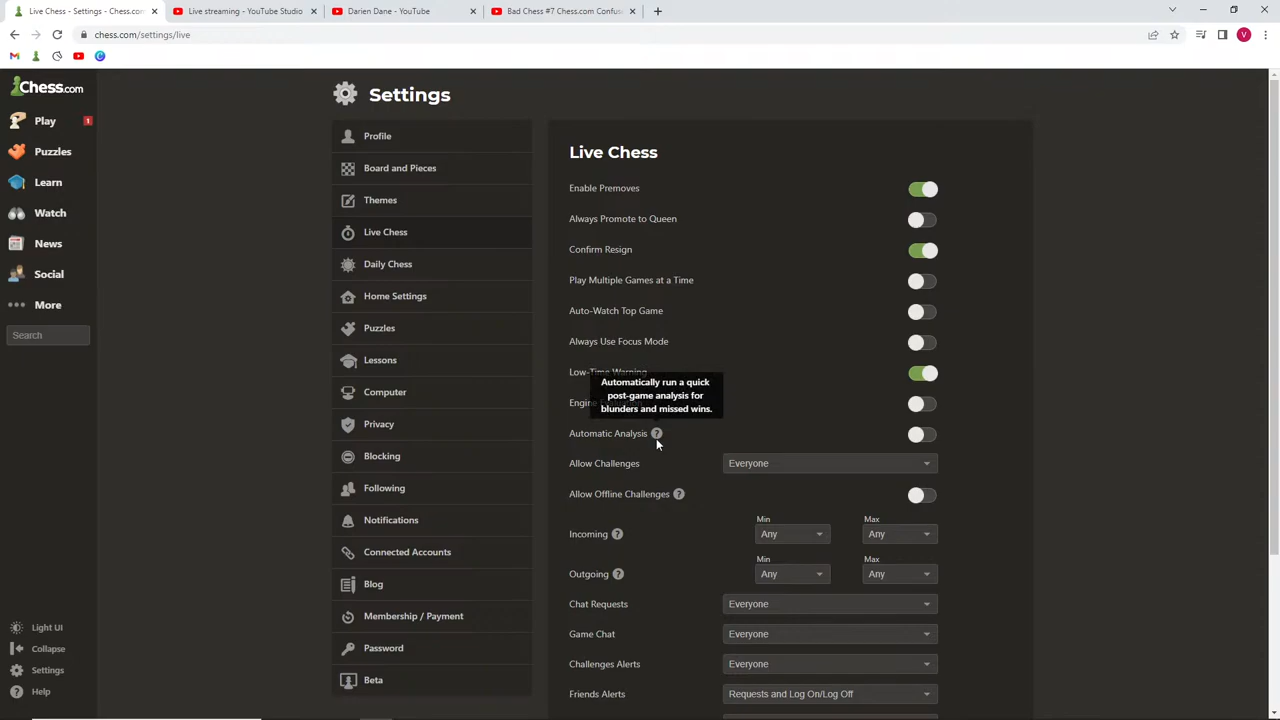 Live Chess - Settings - Chess.com
Live streaming - YouTube Studio
Darien Dane - YouTube
Bad Chess #7 Chess.com Confus
chess.com/settings/live
V
Chess.com
Settings
Play
1
Puzzles
Learn
Watch
News
Social
More
Search
Light UI
Collapse
Settings
Help
Profile
Board and Pieces
Themes
Live Chess
Daily Chess
Home Settings
Puzzles
Lessons
Computer
Privacy
Blocking
Following
Notifications
Connected Accounts
Blog
Membership / Payment
Password
Beta
Live Chess
Enable Premoves
Always Promote to Queen
Confirm Resign
Play Multiple Games at a Time
Auto-Watch Top Game
Always Use Focus Mode
Low-Time Warning
Automatically run a quick
post-game analysis for
blunders and missed wins.
Engine
Automatic Analysis ?
Allow Challenges Everyone
Allow Offline Challenges ?
Min Max
Incoming ? Any Any
Min Max
Outgoing ? Any Any
Chat Requests Everyone
Game Chat Everyone
Challenges Alerts Everyone
Friends Alerts Requests and Log On/Log Off